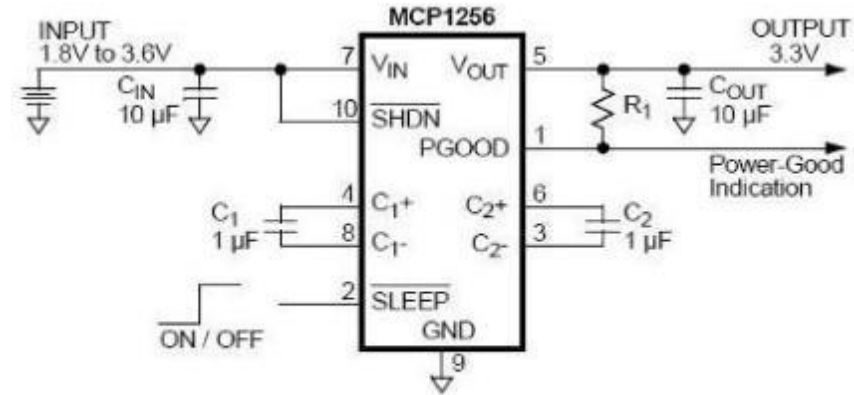 MCP1256
INPUT
1.8V to 3.6V
OUTPUT
3.3V
7
VIN
VOUT
5
CIN
10 µF
10
SHDN
R1
COUT
10 µF
PGOOD
1
Power-Good
Indication
C1
1 µF
4
C1+
8
C1-
C2+
6
C2-
3
C2
1 µF
2
SLEEP
ON / OFF
GND
9